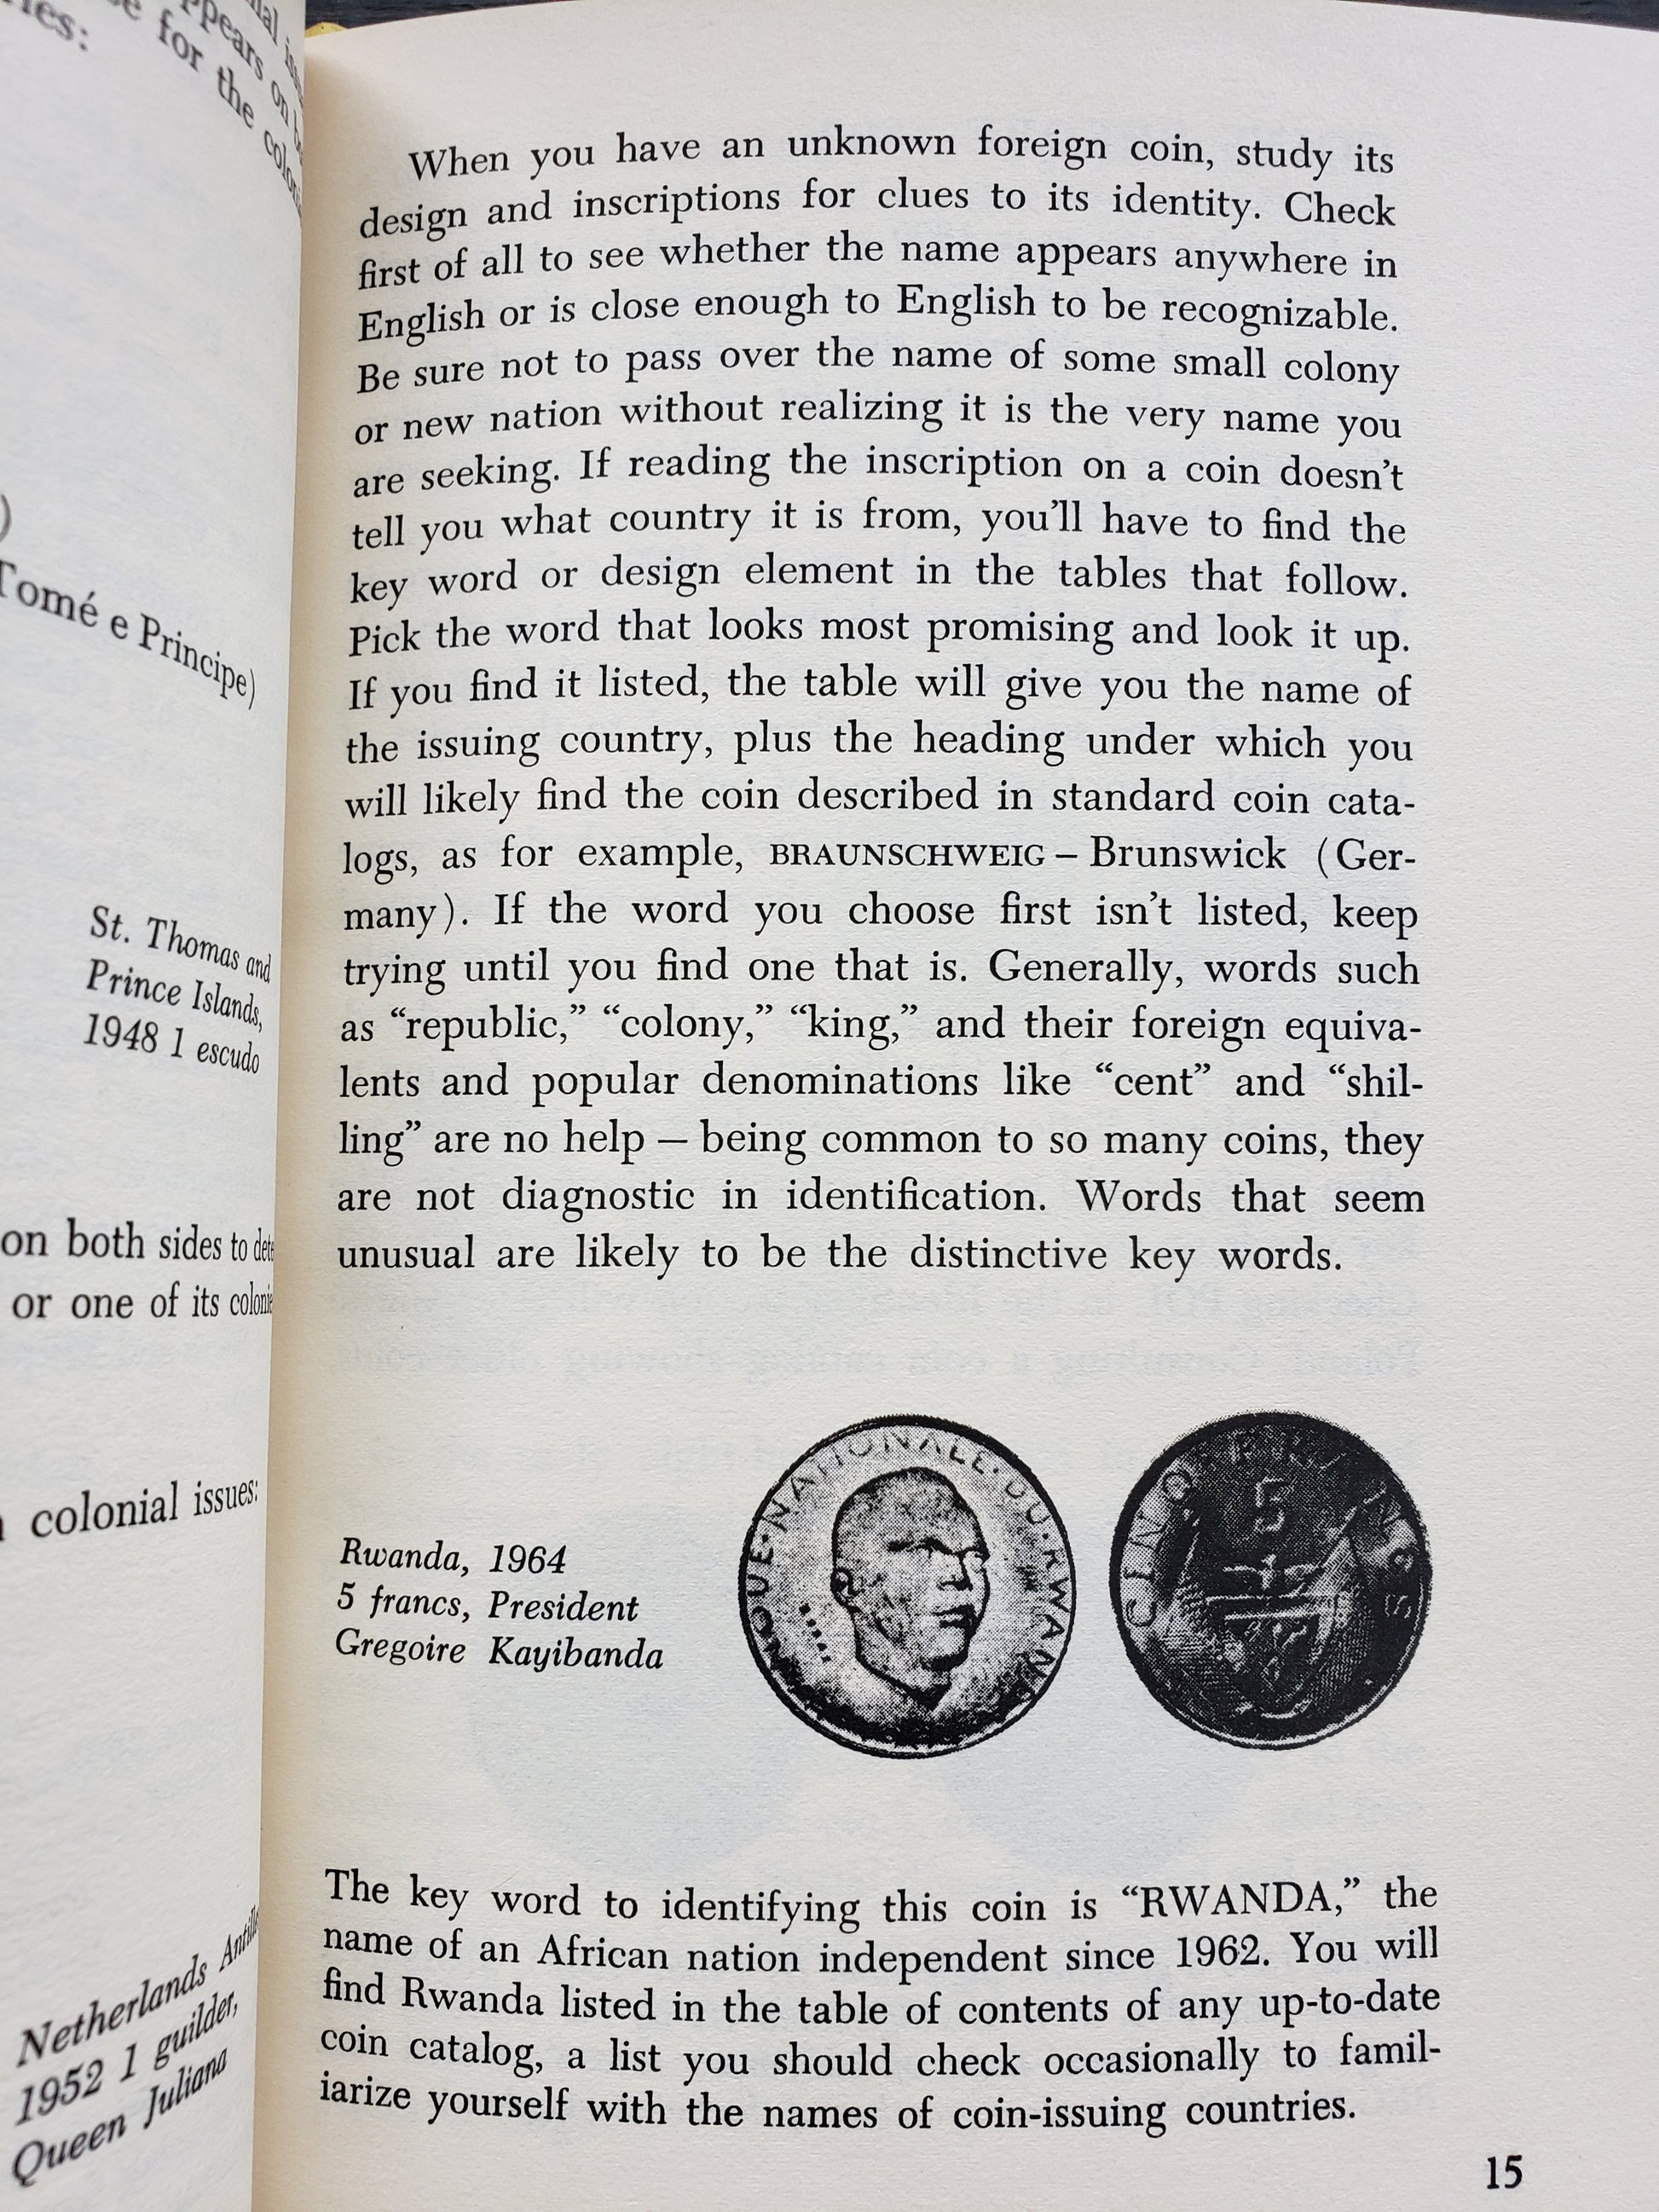 ppears on
for the
Tomé e Principe)
St. Thomas and
Prince Islands,
1948 1 escudo
on both sides to
or one of its
colonial issues:
Netherlands
1952 1 guilder,
Queen Juliana
When you have an unknown foreign coin, study its
design and inscriptions for clues to its identity. Check
first of all to see whether the name appears anywhere in
English or is close enough to English to be recognizable.
Be sure not to pass over the name of some small colony
or new nation without realizing it is the very name you
are seeking. If reading the inscription on a coin doesn’t
tell you what country it is from, you’ll have to find the
key word or design element in the tables that follow.
Pick the word that looks most promising and look it up.
If you find it listed, the table will give you the name of
the issuing country, plus the heading under which you
will likely find the coin described in standard coin cata-
logs, as for example, BRAUNSCHWEIG – Brunswick (Ger-
many). If the word you choose first isn’t listed, keep
trying until you find one that is. Generally, words such
as “republic,” “colony,” “king,” and their foreign equiva-
lents and popular denominations like “cent” and “shil-
ling” are no help — being common to so many coins, they
are not diagnostic in identification. Words that seem
unusual are likely to be the distinctive key words.
Rwanda, 1964
5 francs, President
Gregoire Kayibanda
NATIONALE·DU·RWAN
CINQ
5
The key word to identifying this coin is “RWANDA,” the
name of an African nation independent since 1962. You will
find Rwanda listed in the table of contents of any up-to-date
coin catalog, a list you should check occasionally to famil-
iarize yourself with the names of coin-issuing countries.
15